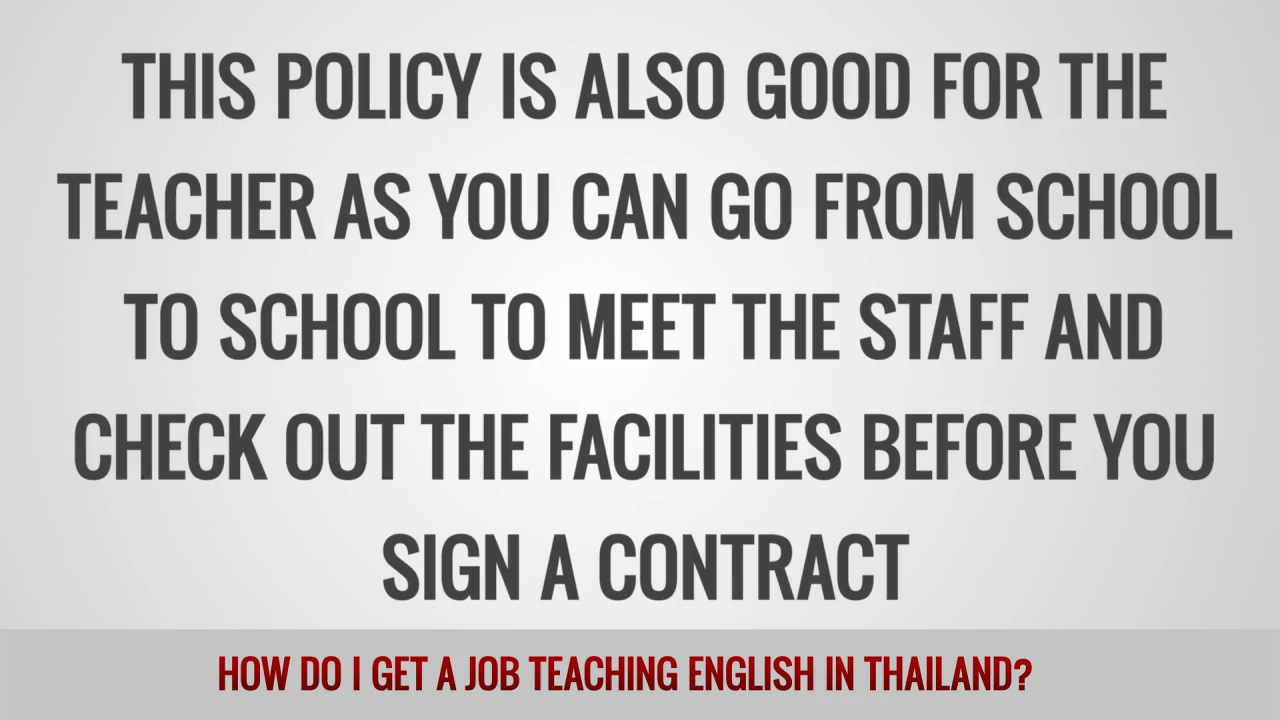 THIS POLICY IS ALSO GOOD FOR THE
TEACHER AS YOU CAN GO FROM SCHOOL
TO SCHOOL TO MEET THE STAFF AND
CHECK OUT THE FACILITIES BEFORE YOU
SIGN A CONTRACT
HOW DO I GET A JOB TEACHING ENGLISH IN THAILAND?